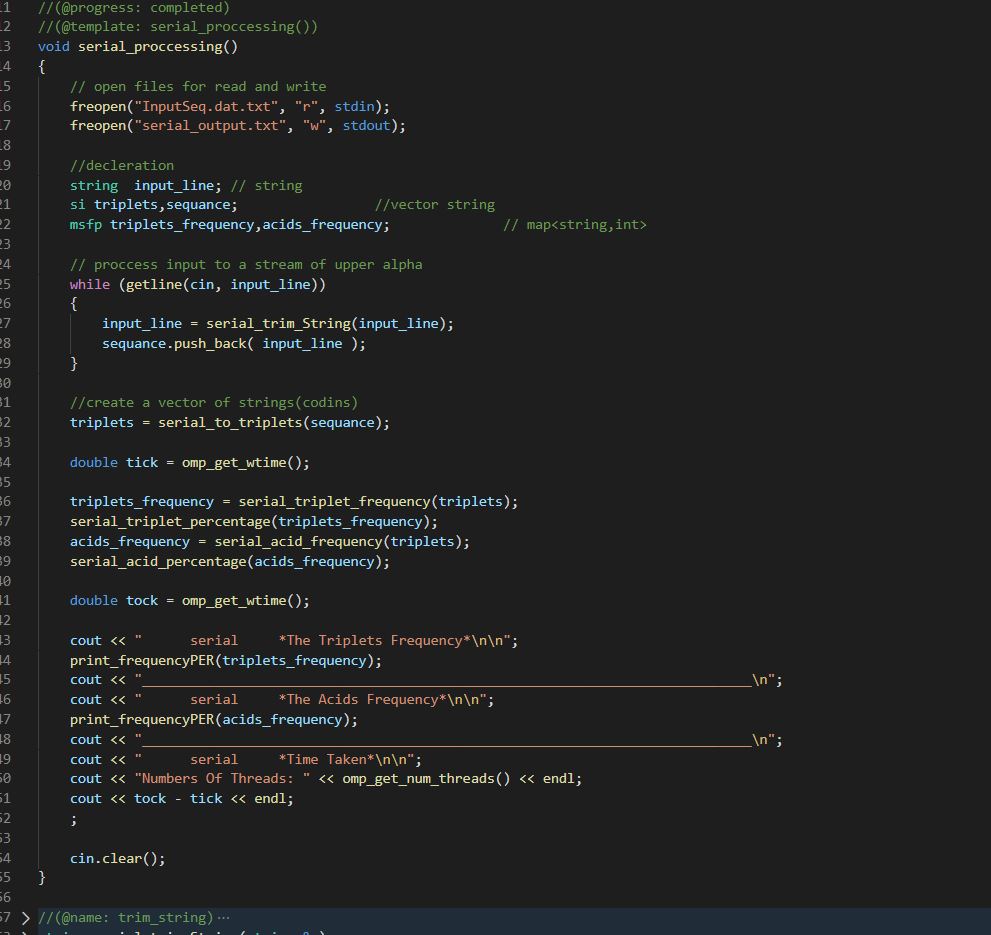 11 //(@progress: completed)
12 //(@template: serial_proccessing())
13 void serial_proccessing()
14 {
15 // open files for read and write
16 freopen("InputSeq.dat.txt", "r", stdin);
17 freopen("serial_output.txt", "w", stdout);
18
19 //decleration
20 string  input_line; // string
21 si triplets,sequance;                 //vector string
22 msfp triplets_frequency,acids_frequency;              // map<string,int>
23
24 // proccess input to a stream of upper alpha
25 while (getline(cin, input_line))
26 {
27 input_line = serial_trim_String(input_line);
28 sequance.push_back( input_line );
29 }
30
31 //create a vector of strings(codins)
32 triplets = serial_to_triplets(sequance);
33
34 double tick = omp_get_wtime();
35
36 triplets_frequency = serial_triplet_frequency(triplets);
37 serial_triplet_percentage(triplets_frequency);
38 acids_frequency = serial_acid_frequency(triplets);
39 serial_acid_percentage(acids_frequency);
40
41 double tock = omp_get_wtime();
42
43 cout << "      serial     *The Triplets Frequency*\n\n";
44 print_frequencyPER(triplets_frequency);
45 cout << "____________________________________________________________________________\n";
46 cout << "      serial     *The Acids Frequency*\n\n";
47 print_frequencyPER(acids_frequency);
48 cout << "____________________________________________________________________________\n";
49 cout << "      serial     *Time Taken*\n\n";
50 cout << "Numbers Of Threads: " << omp_get_num_threads() << endl;
51 cout << tock - tick << endl;
52 ;
53
54 cin.clear();
55 }
56
57 //(@name: trim_string)⋯